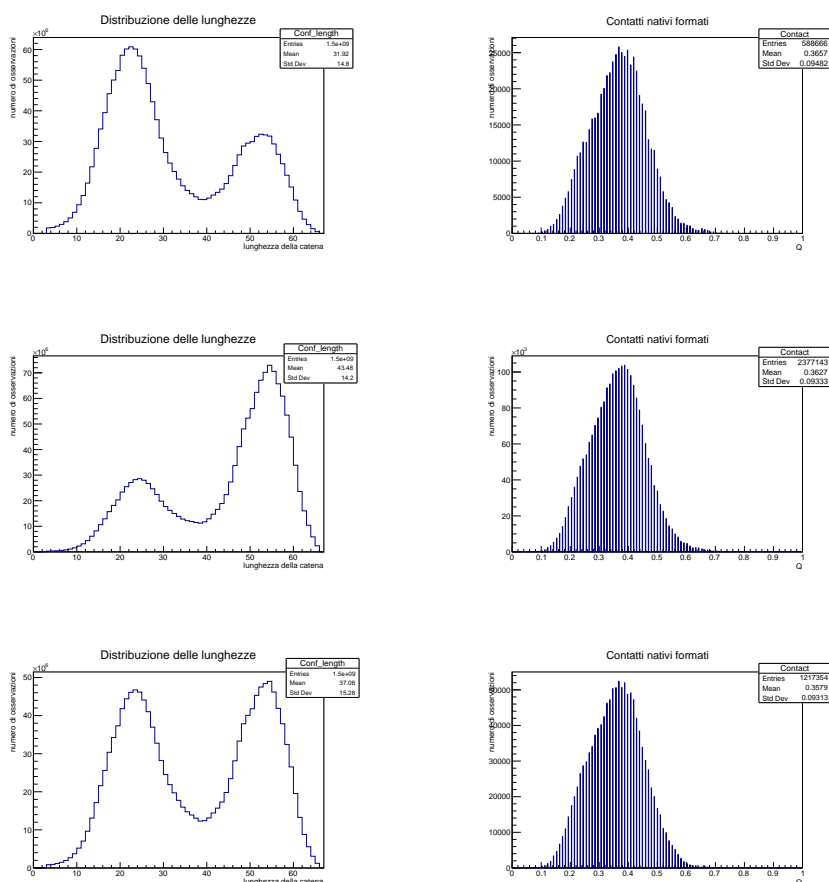 Distribuzione delle lunghezze
×10⁶
numero di osservazioni
60
50
40
30
20
10
0
0 10 20 30 40 50 60
lunghezza della catena
Conf_length
Entries 1.5e+09
Mean 31.92
Std Dev 14.8
Contatti nativi formati
numero di osservazioni
25000
20000
15000
10000
5000
0
0 0.1 0.2 0.3 0.4 0.5 0.6 0.7 0.8 0.9 1
Q
Contact
Entries 588666
Mean 0.3657
Std Dev 0.09482
Distribuzione delle lunghezze
×10⁶
numero di osservazioni
70
60
50
40
30
20
10
0
0 10 20 30 40 50 60
lunghezza della catena
Conf_length
Entries 1.5e+09
Mean 43.48
Std Dev 14.2
Contatti nativi formati
×10³
numero di osservazioni
100
80
60
40
20
0
0 0.1 0.2 0.3 0.4 0.5 0.6 0.7 0.8 0.9 1
Q
Contact
Entries 2377143
Mean 0.3627
Std Dev 0.09333
Distribuzione delle lunghezze
×10⁶
numero di osservazioni
50
40
30
20
10
0
0 10 20 30 40 50 60
lunghezza della catena
Conf_length
Entries 1.5e+09
Mean 37.08
Std Dev 15.28
Contatti nativi formati
numero di osservazioni
50000
40000
30000
20000
10000
0
0 0.1 0.2 0.3 0.4 0.5 0.6 0.7 0.8 0.9 1
Q
Contact
Entries 1217354
Mean 0.3579
Std Dev 0.09313